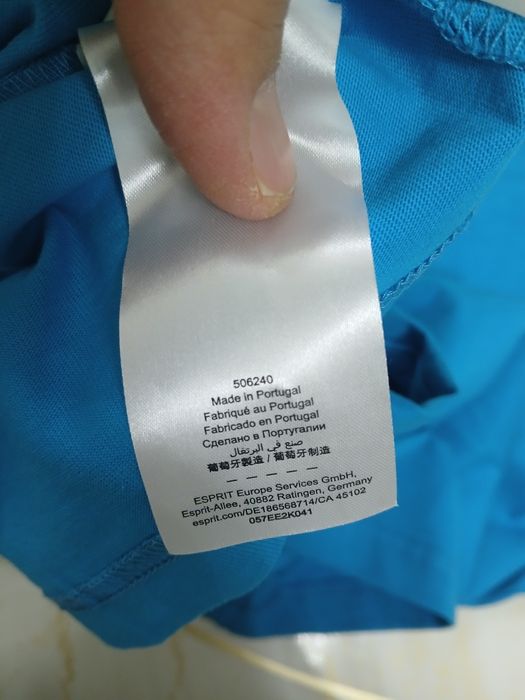 506240
Made in Portugal
Fabriqué au Portugal
Fabricado en Portugal
Сделано в Португалии
صنع في البرتغال
葡萄牙製造 / 葡萄牙制造
— — — — —
ESPRIT Europe Services GmbH,
Esprit-Allee, 40882 Ratingen, Germany
esprit.com/DE186568714/CA 45102
057EE2K041